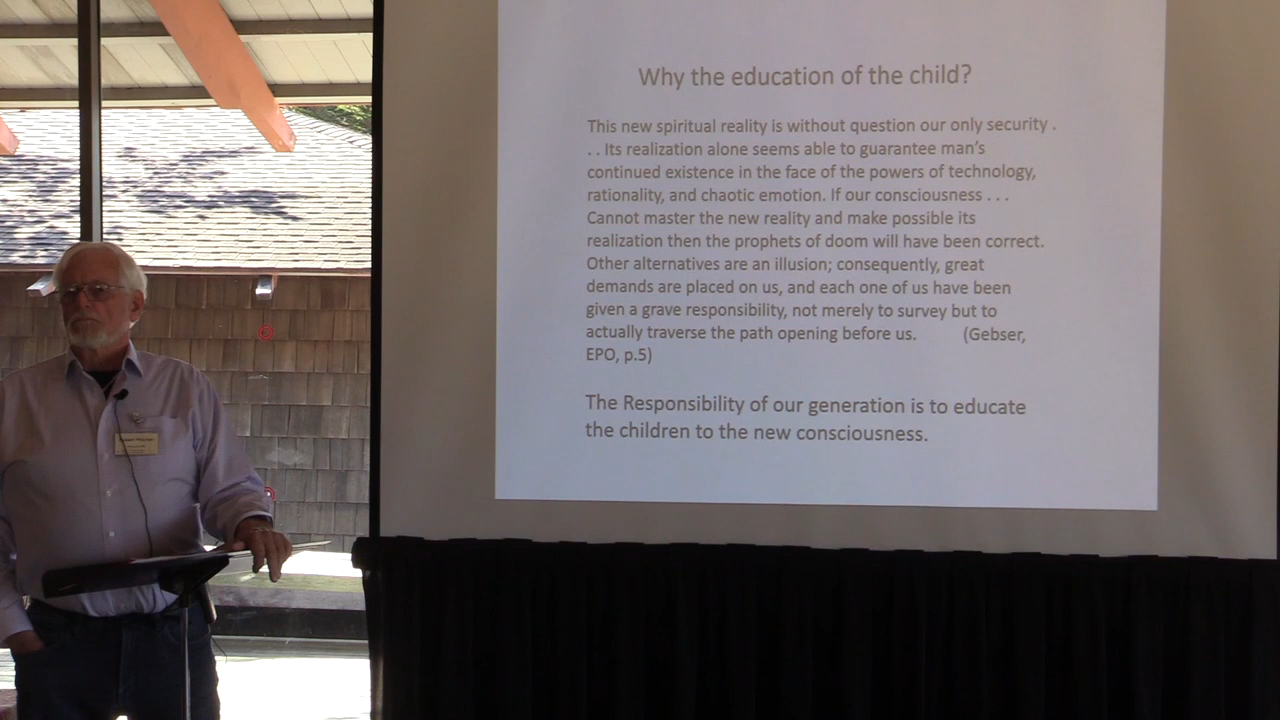 Why the education of the child?
This new spiritual reality is without question our only security .
. . Its realization alone seems able to guarantee man's
continued existence in the face of the powers of technology,
rationality, and chaotic emotion. If our consciousness . . .
Cannot master the new reality and make possible its
realization then the prophets of doom will have been correct.
Other alternatives are an illusion; consequently, great
demands are placed on us, and each one of us have been
given a grave responsibility, not merely to survey but to
actually traverse the path opening before us. (Gebser,
EPO, p.5)
The Responsibility of our generation is to educate
the children to the new consciousness.